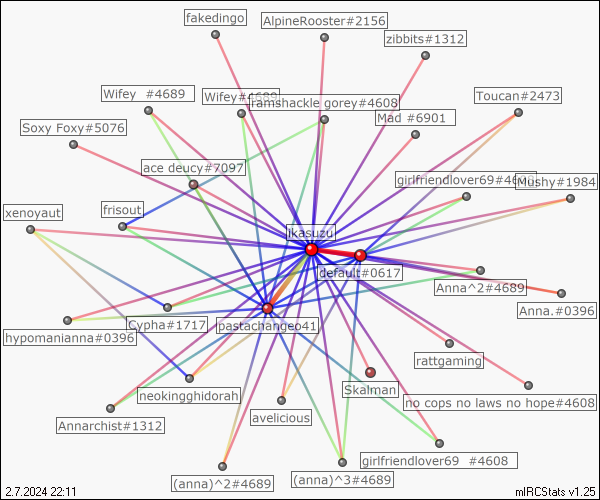 fakedingo
AlpineRooster#2156
zibbits#1312
Wifey  #4689
Wifey#4689
ramshackle gorey#4608
Toucan#2473
Soxy Foxy#5076
Mad #6901
ace deucy#7097
girlfriendlover69#4608
Mushy#1984
xenoyaut
frisout
ikasuzu
default#0617
Anna^2#4689
Anna.#0396
hypomanianna#0396
Cypha#1717
pastachangeo41
rattgaming
Skalman
neokingghidorah
no cops no laws no hope#4608
Annarchist#1312
avelicious
girlfriendlover69  #4608
(anna)^2#4689
(anna)^3#4689
2.7.2024 22:11
mIRCStats v1.25